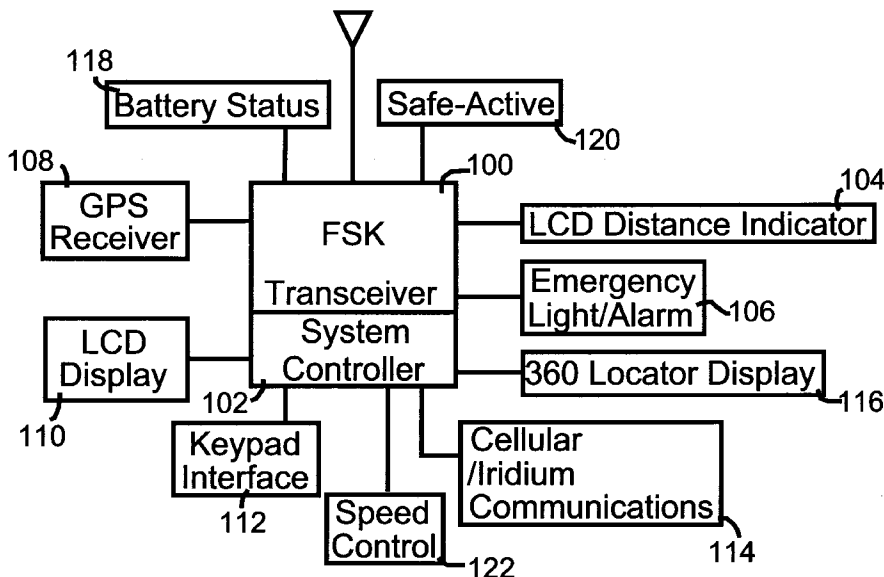 118
Battery Status
Safe-Active
120
108
GPS
Receiver
100
FSK
Transceiver
104
LCD Distance Indicator
Emergency
Light/Alarm
106
System
Controller
102
LCD
Display
110
360 Locator Display
116
Keypad
Interface
112
Cellular
/Iridium
Communications
114
Speed
Control
122